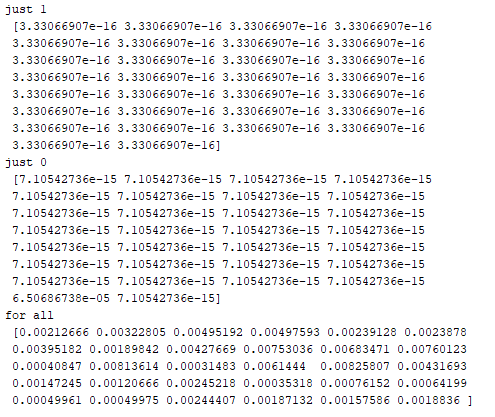 just 1
[3.33066907e-16 3.33066907e-16 3.33066907e-16 3.33066907e-16
3.33066907e-16 3.33066907e-16 3.33066907e-16 3.33066907e-16
3.33066907e-16 3.33066907e-16 3.33066907e-16 3.33066907e-16
3.33066907e-16 3.33066907e-16 3.33066907e-16 3.33066907e-16
3.33066907e-16 3.33066907e-16 3.33066907e-16 3.33066907e-16
3.33066907e-16 3.33066907e-16 3.33066907e-16 3.33066907e-16
3.33066907e-16 3.33066907e-16 3.33066907e-16 3.33066907e-16
3.33066907e-16 3.33066907e-16]
just 0
[7.10542736e-15 7.10542736e-15 7.10542736e-15 7.10542736e-15
7.10542736e-15 7.10542736e-15 7.10542736e-15 7.10542736e-15
7.10542736e-15 7.10542736e-15 7.10542736e-15 7.10542736e-15
7.10542736e-15 7.10542736e-15 7.10542736e-15 7.10542736e-15
7.10542736e-15 7.10542736e-15 7.10542736e-15 7.10542736e-15
7.10542736e-15 7.10542736e-15 7.10542736e-15 7.10542736e-15
7.10542736e-15 7.10542736e-15 7.10542736e-15 7.10542736e-15
6.50686738e-05 7.10542736e-15]
for all
[0.00212666 0.00322805 0.00495192 0.00497593 0.00239128 0.0023878
0.00395182 0.00189842 0.00427669 0.00753036 0.00683471 0.00760123
0.00040847 0.00813614 0.00031483 0.0061444 0.00825807 0.00431693
0.00147245 0.00120666 0.00245218 0.00035318 0.00076152 0.00064199
0.00049961 0.00049975 0.00244407 0.00187132 0.00157586 0.0018836 ]